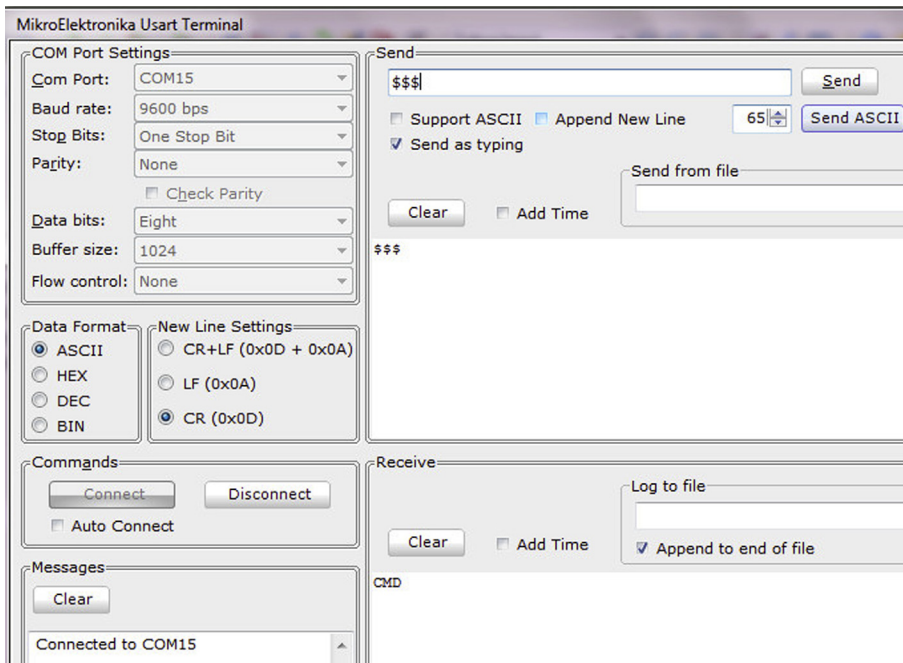 MikroElektronika Usart Terminal
COM Port Settings
Com Port: COM15
Baud rate: 9600 bps
Stop Bits: One Stop Bit
Parity: None
Check Parity
Data bits: Eight
Buffer size: 1024
Flow control: None
Data Format
ASCII
HEX
DEC
BIN
New Line Settings
CR+LF (0x0D + 0x0A)
LF (0x0A)
CR (0x0D)
Commands
Connect Disconnect
Auto Connect
Messages
Clear
Connected to COM15
Send
$$$ Send
Support ASCII Append New Line 65 Send ASCII
Send as typing
Send from file
Clear Add Time
$$$
Receive
Log to file
Clear Add Time Append to end of file
CMD